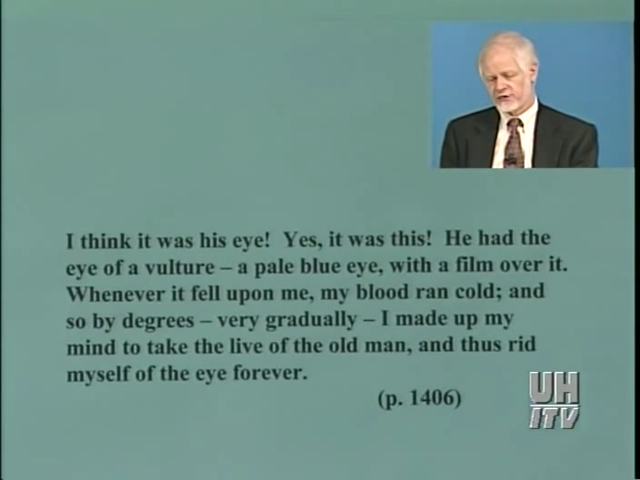 I think it was his eye!  Yes, it was this!  He had the
eye of a vulture – a pale blue eye, with a film over it.
Whenever it fell upon me, my blood ran cold; and
so by degrees – very gradually – I made up my
mind to take the live of the old man, and thus rid
myself of the eye forever.
(p. 1406)
UH
ITV